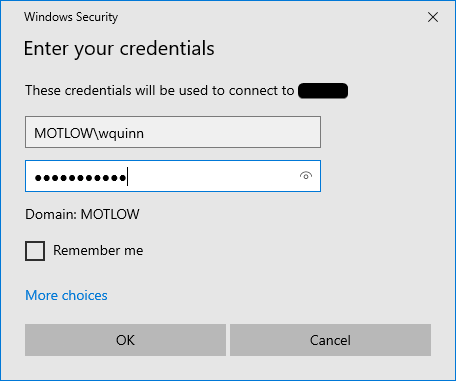 Windows Security
Enter your credentials
These credentials will be used to connect to
MOTLOW\wquinn
●●●●●●●●●●●
Domain: MOTLOW
Remember me
More choices
OK
Cancel